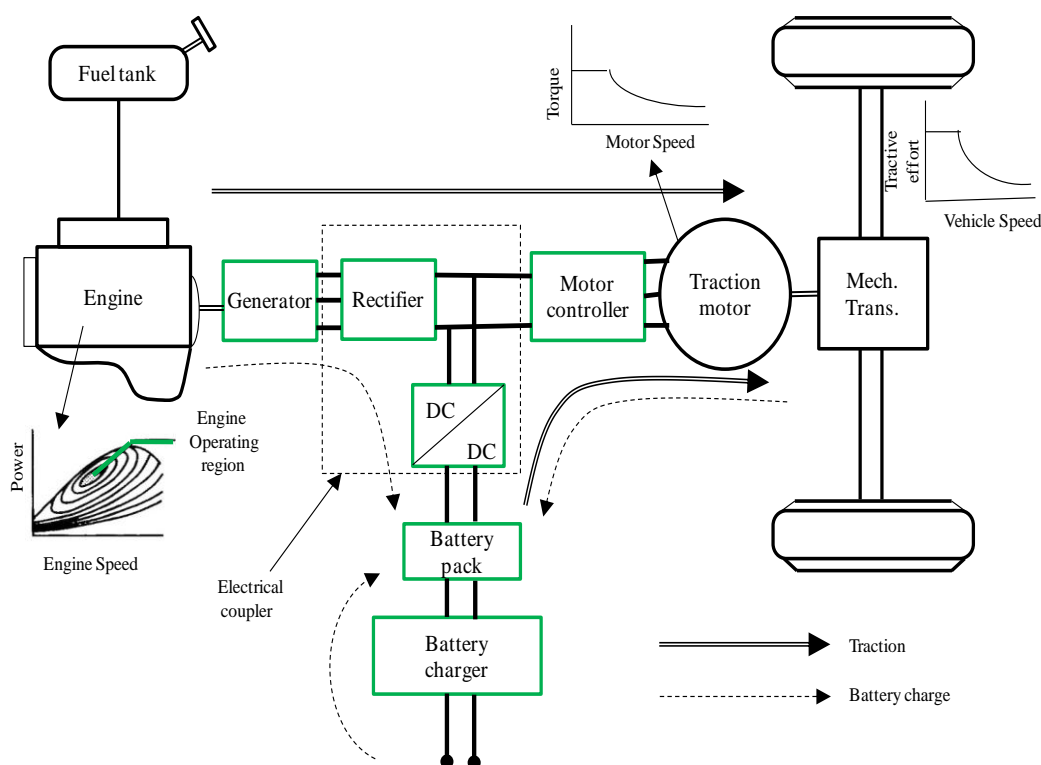 Fuel tank
Torque
Motor Speed
Tractive
effort
Vehicle Speed
Engine
Generator
Rectifier
Motor
controller
Traction
motor
Mech.
Trans.
DC
DC
Engine
Operating
region
Power
Engine Speed
Electrical
coupler
Battery
pack
Battery
charger
Traction
Battery charge